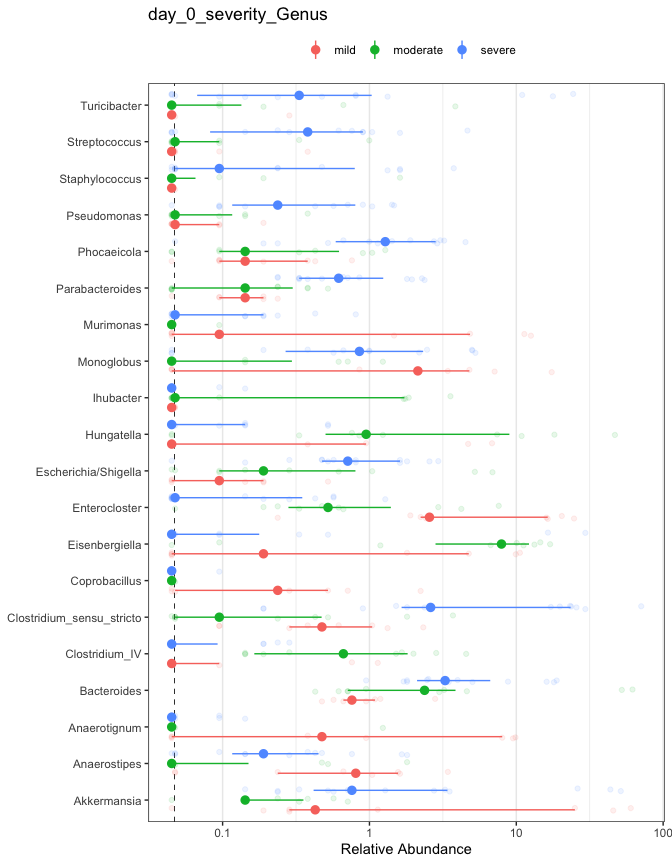 day_0_severity_Genus
mild moderate severe
Turicibacter
Streptococcus
Staphylococcus
Pseudomonas
Phocaeicola
Parabacteroides
Murimonas
Monoglobus
Ihubacter
Hungatella
Escherichia/Shigella
Enterocloster
Eisenbergiella
Coprobacillus
Clostridium_sensu_stricto
Clostridium_IV
Bacteroides
Anaerotignum
Anaerostipes
Akkermansia
0.1 1 10 100
Relative Abundance